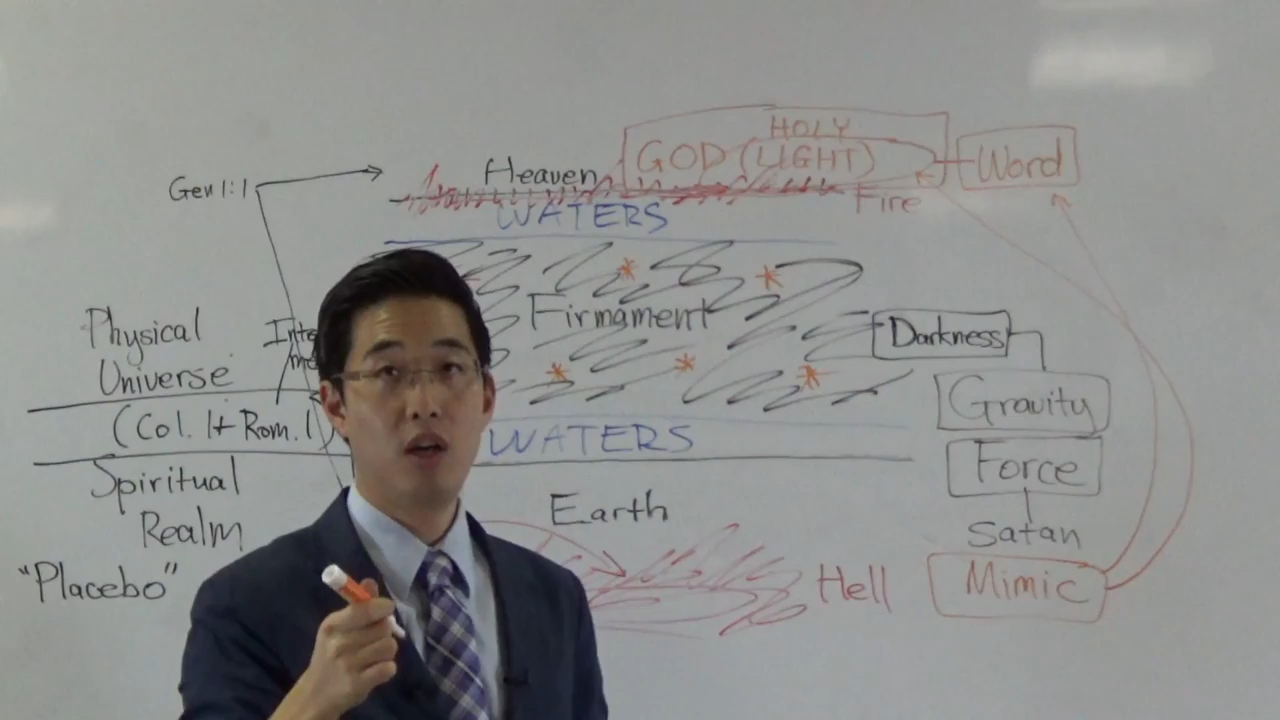 HOLY
GOD (LIGHT)
Word
Heaven
Gen 1:1
Fire
WATERS
Firmament
Darkness
Physical
Universe
Gravity
(Col. 1 + Rom. 1)
WATERS
Force
Spiritual
Realm
Earth
Satan
"Placebo"
Hell
Mimic